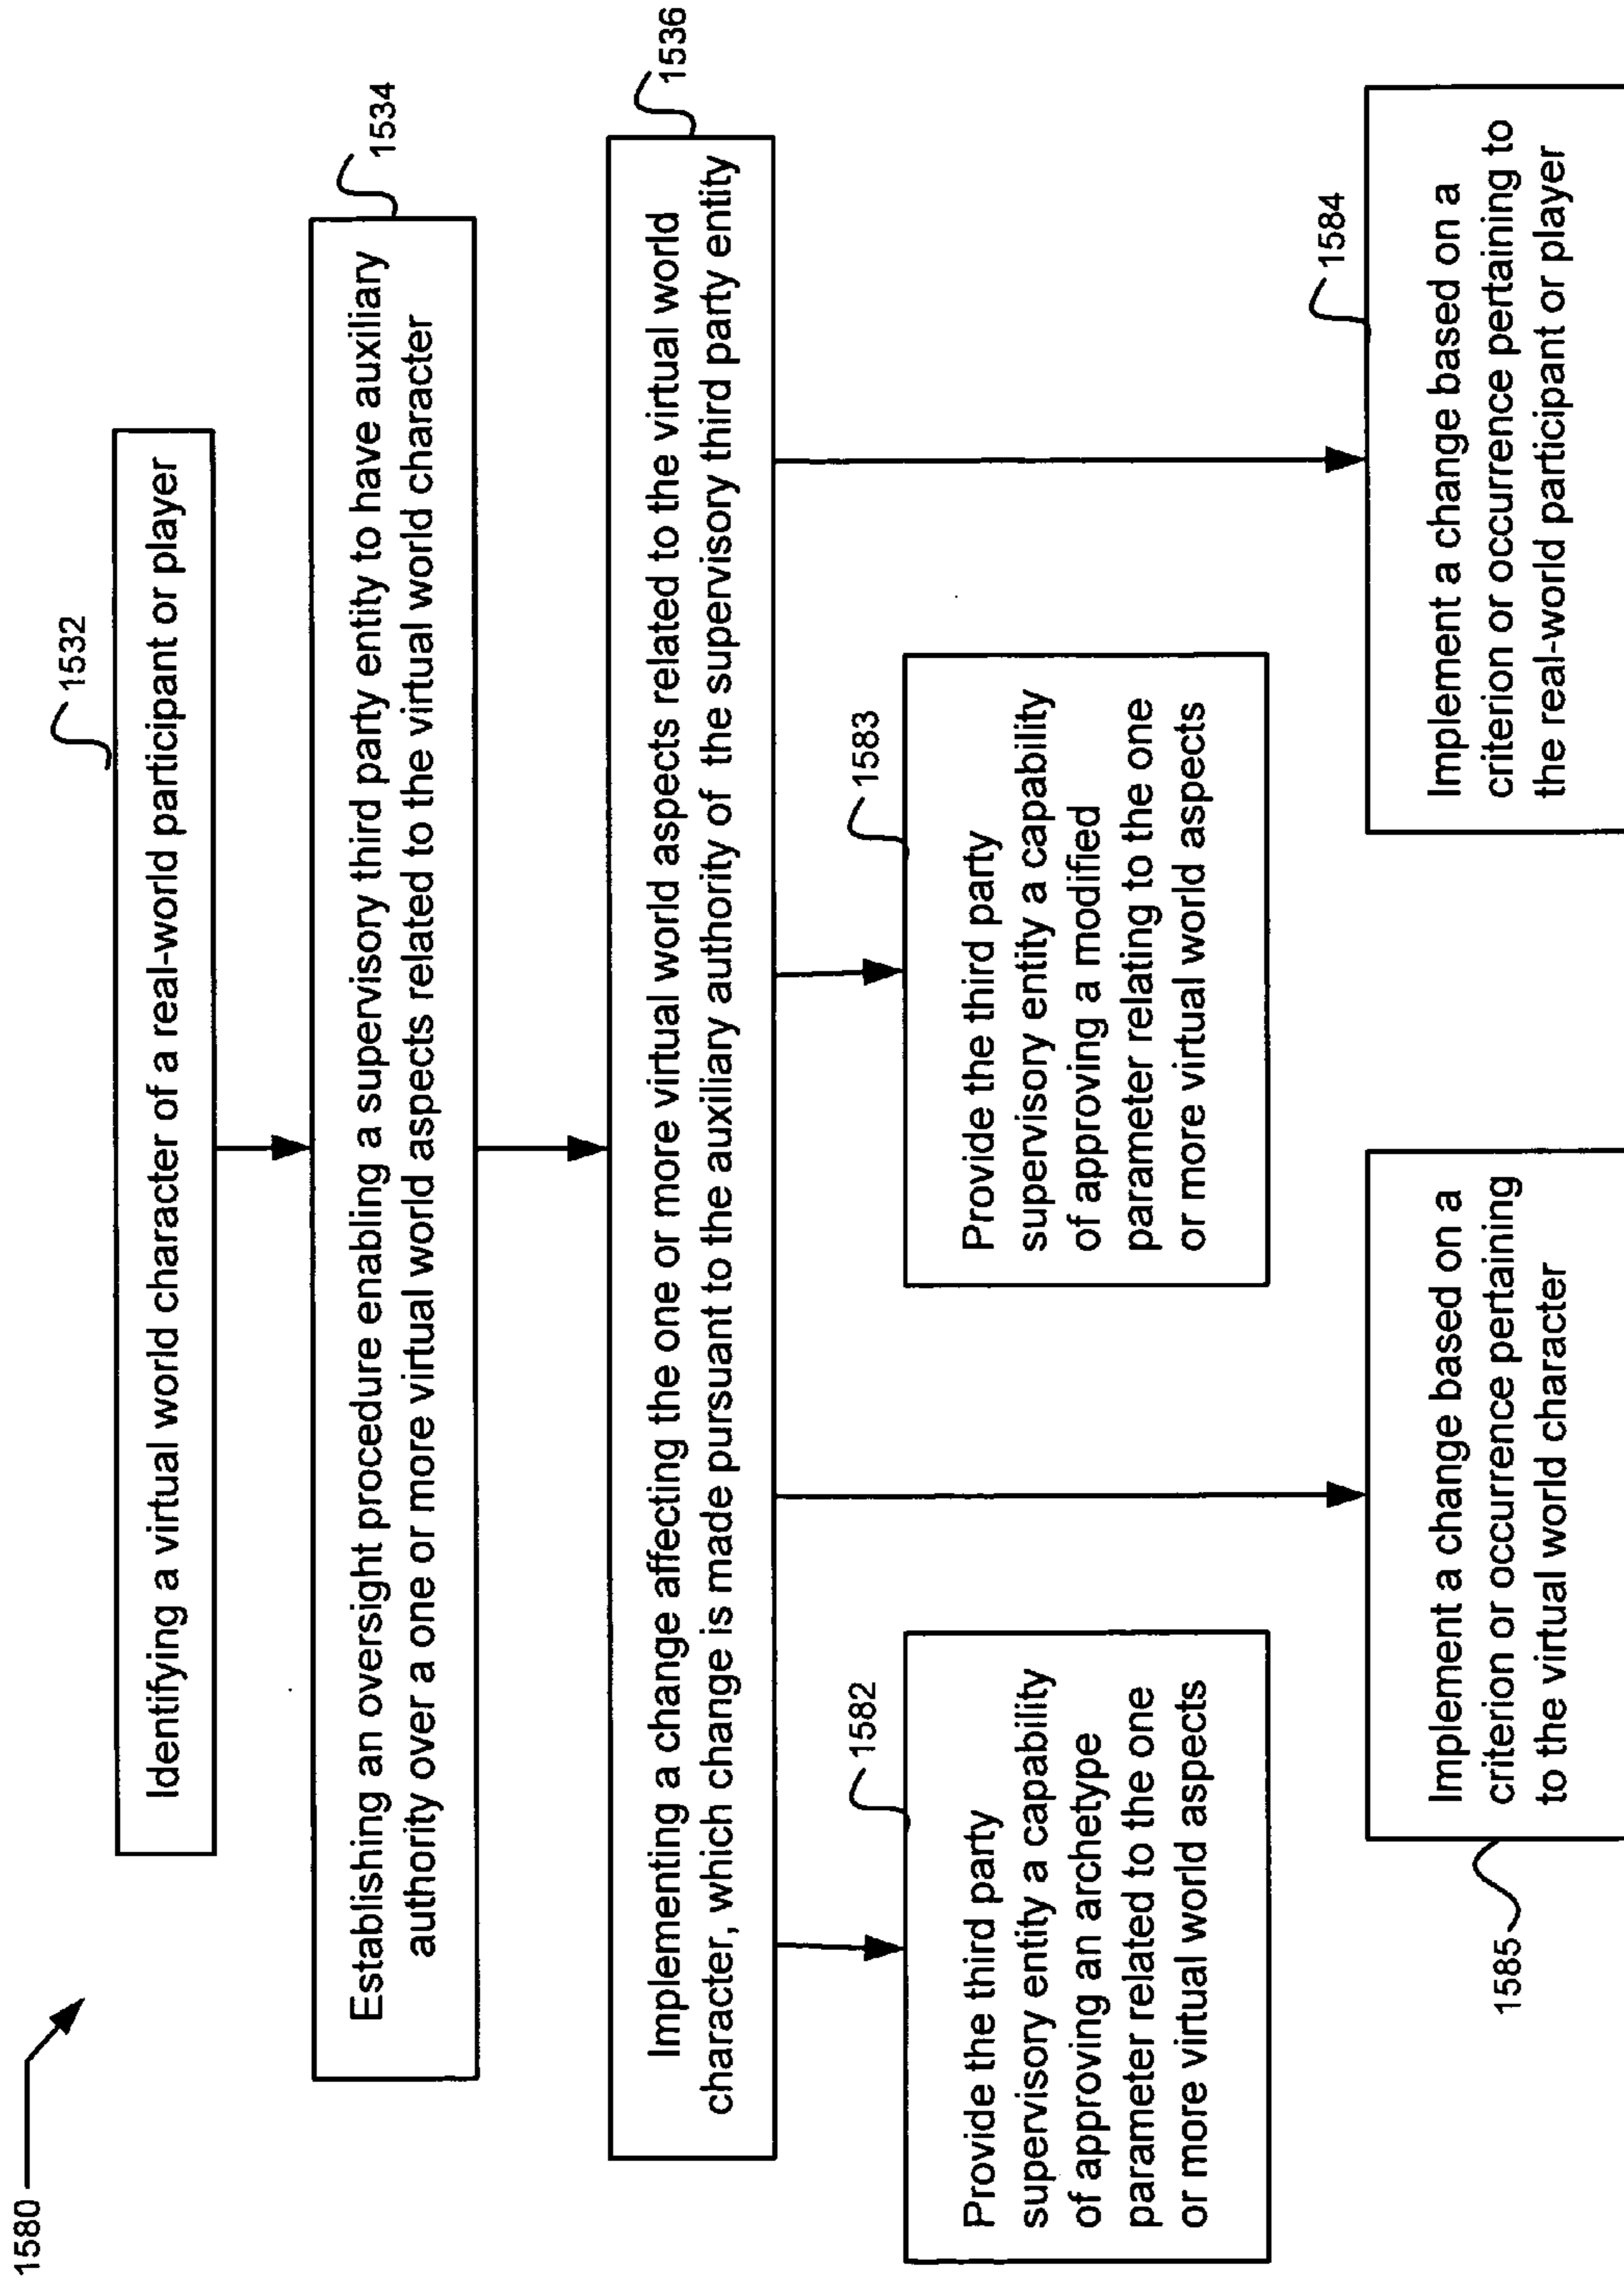 1580
1532
Identifying a virtual world character of a real-world participant or player
1534
Establishing an oversight procedure enabling a supervisory third party entity to have auxiliary
authority over a one or more virtual world aspects related to the virtual world character
1536
Implementing a change affecting the one or more virtual world aspects related to the virtual world
character, which change is made pursuant to the auxiliary authority of the supervisory third party entity
1582
Provide the third party
supervisory entity a capability
of approving an archetype
parameter related to the one
or more virtual world aspects
1583
Provide the third party
supervisory entity a capability
of approving a modified
parameter relating to the one
or more virtual world aspects
1585
Implement a change based on a
criterion or occurrence pertaining
to the virtual world character
1584
Implement a change based on a
criterion or occurrence pertaining to
the real-world participant or player